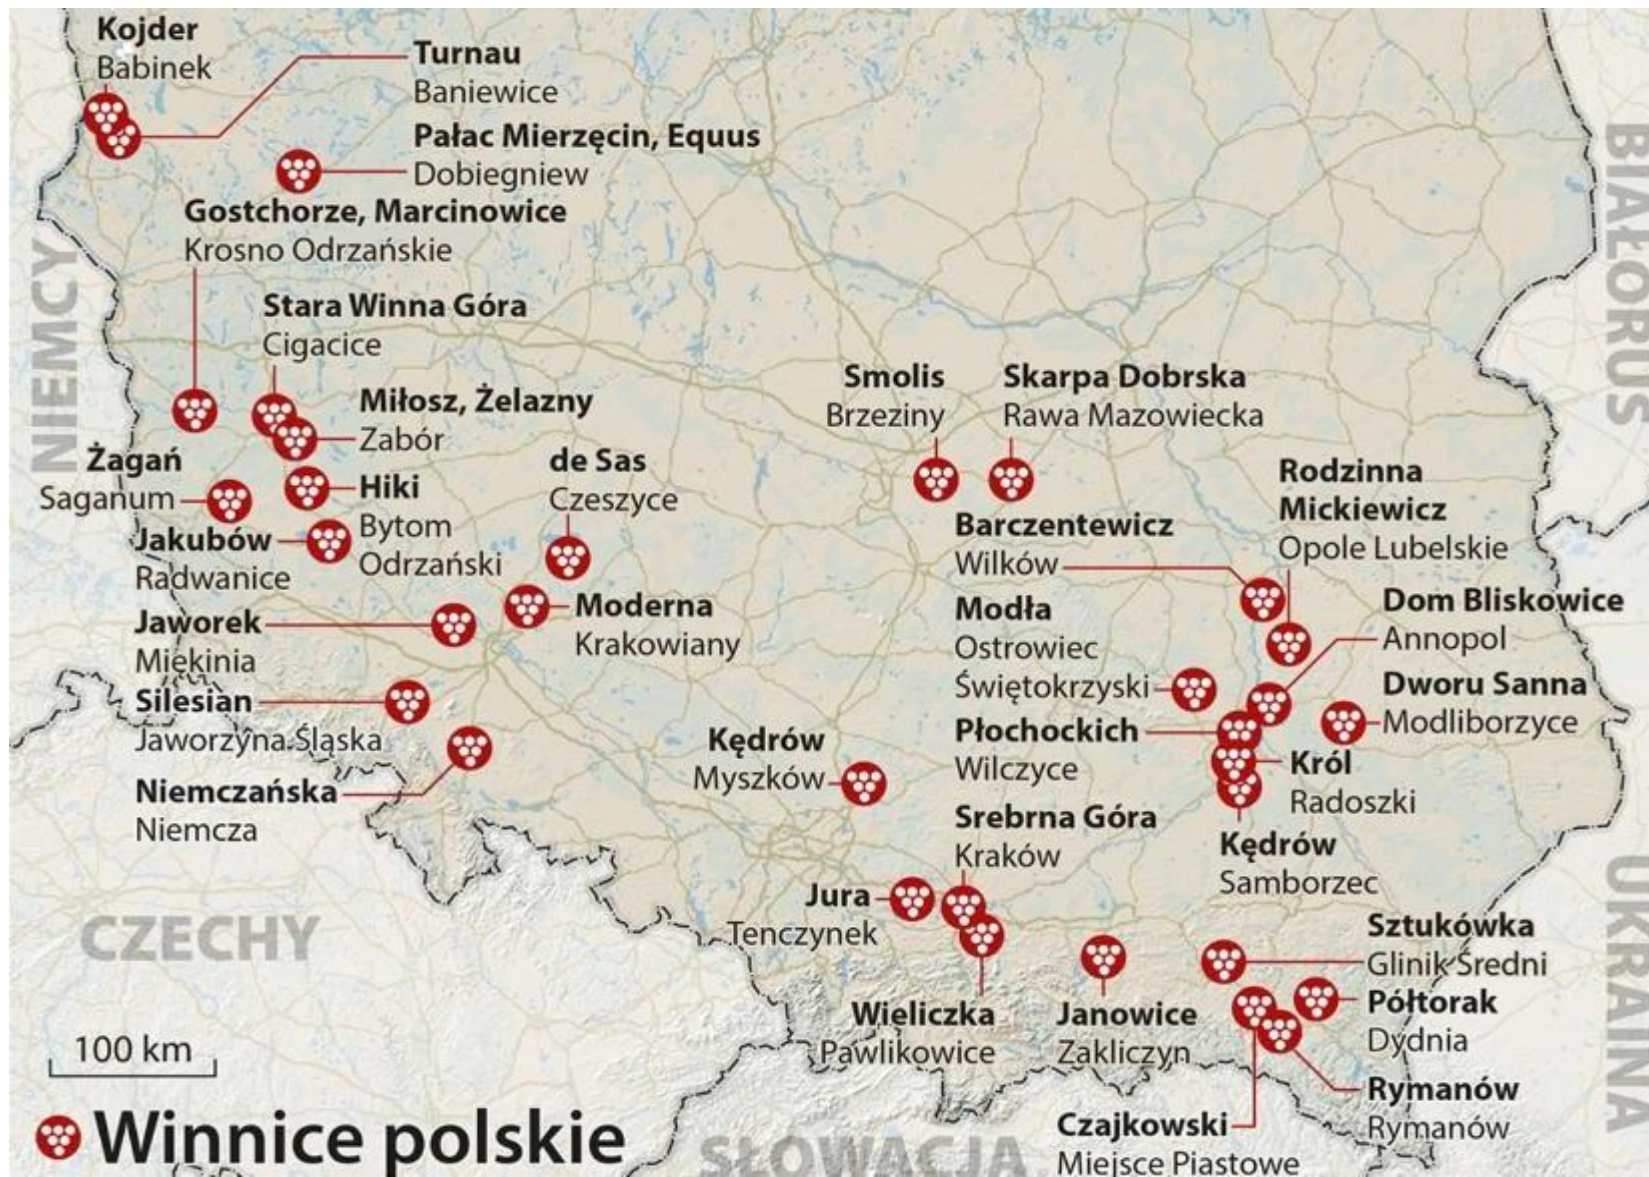 Kojder
Babinek
Turnau
Baniewice
Pałac Mierzęcin, Equus
Dobiegniew
Gostchorze, Marcinowice
Krosno Odrzańskie
Stara Winna Góra
Cigacice
Miłosz, Żelazny
Zabór
Żagań
Saganum
Hiki
Bytom
Odrzański
Jakubów
Radwanice
de Sas
Czeszyce
Jaworek
Miękinia
Moderna
Krakowiany
Silesian
Jaworzyna Śląska
Niemczańska
Niemcza
Smolis
Brzeziny
Skarpa Dobrska
Rawa Mazowiecka
Rodzinna
Mickiewicz
Opole Lubelskie
Barczentewicz
Wilków
Dom Bliskowice
Annopol
Modła
Ostrowiec
Świętokrzyski
Dworu Sanna
Modliborzyce
Płochockich
Wilczyce
Król
Radoszki
Kędrów
Myszków
Kędrów
Samborzec
Srebrna Góra
Kraków
Jura
Tenczynek
Wieliczka
Pawlikowice
Janowice
Zakliczyn
Sztukówka
Glinik Średni
Półtorak
Dydnia
Rymanów
Rymanów
Czajkowski
Miejsce Piastowe
NIEMCY
CZECHY
SŁOWACJA
BIAŁORUS
UKRAINA
100 km
Winnice polskie